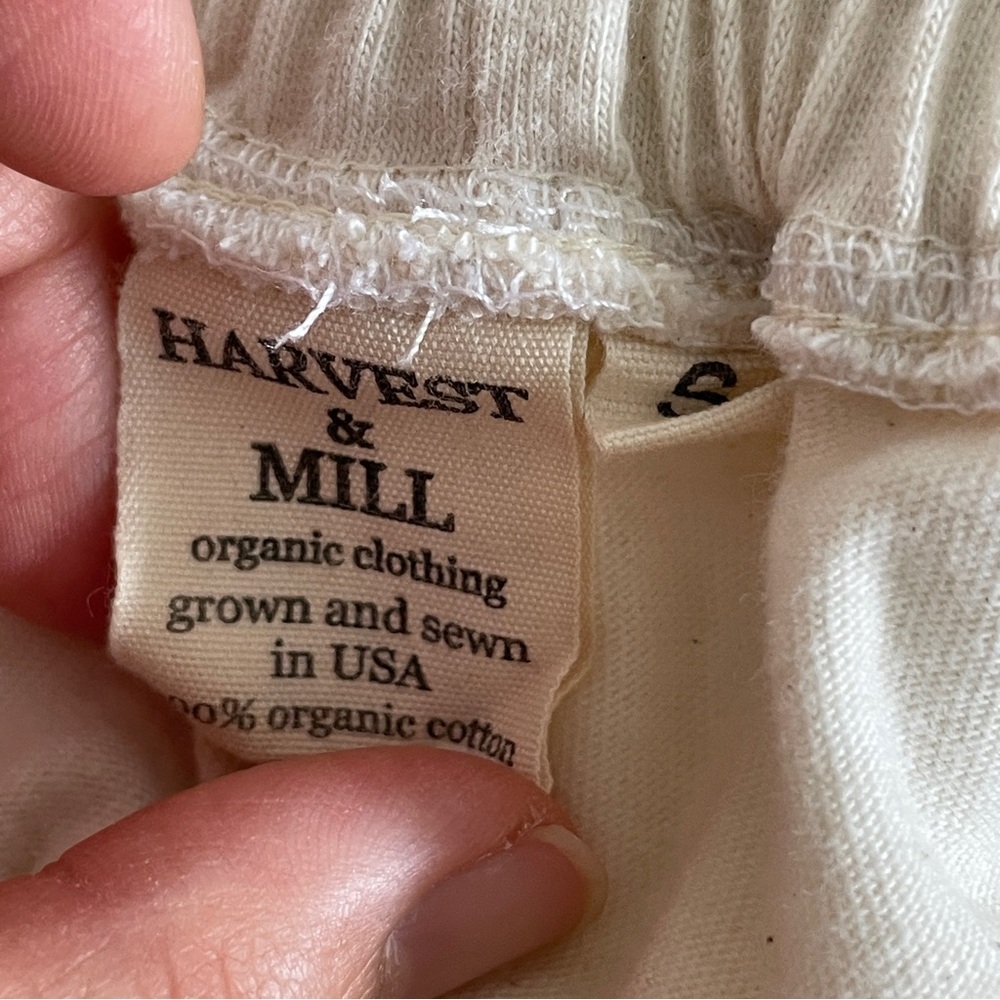 HARVEST
&
MILL
organic clothing
grown and sewn
in USA
00% organic cotton
S